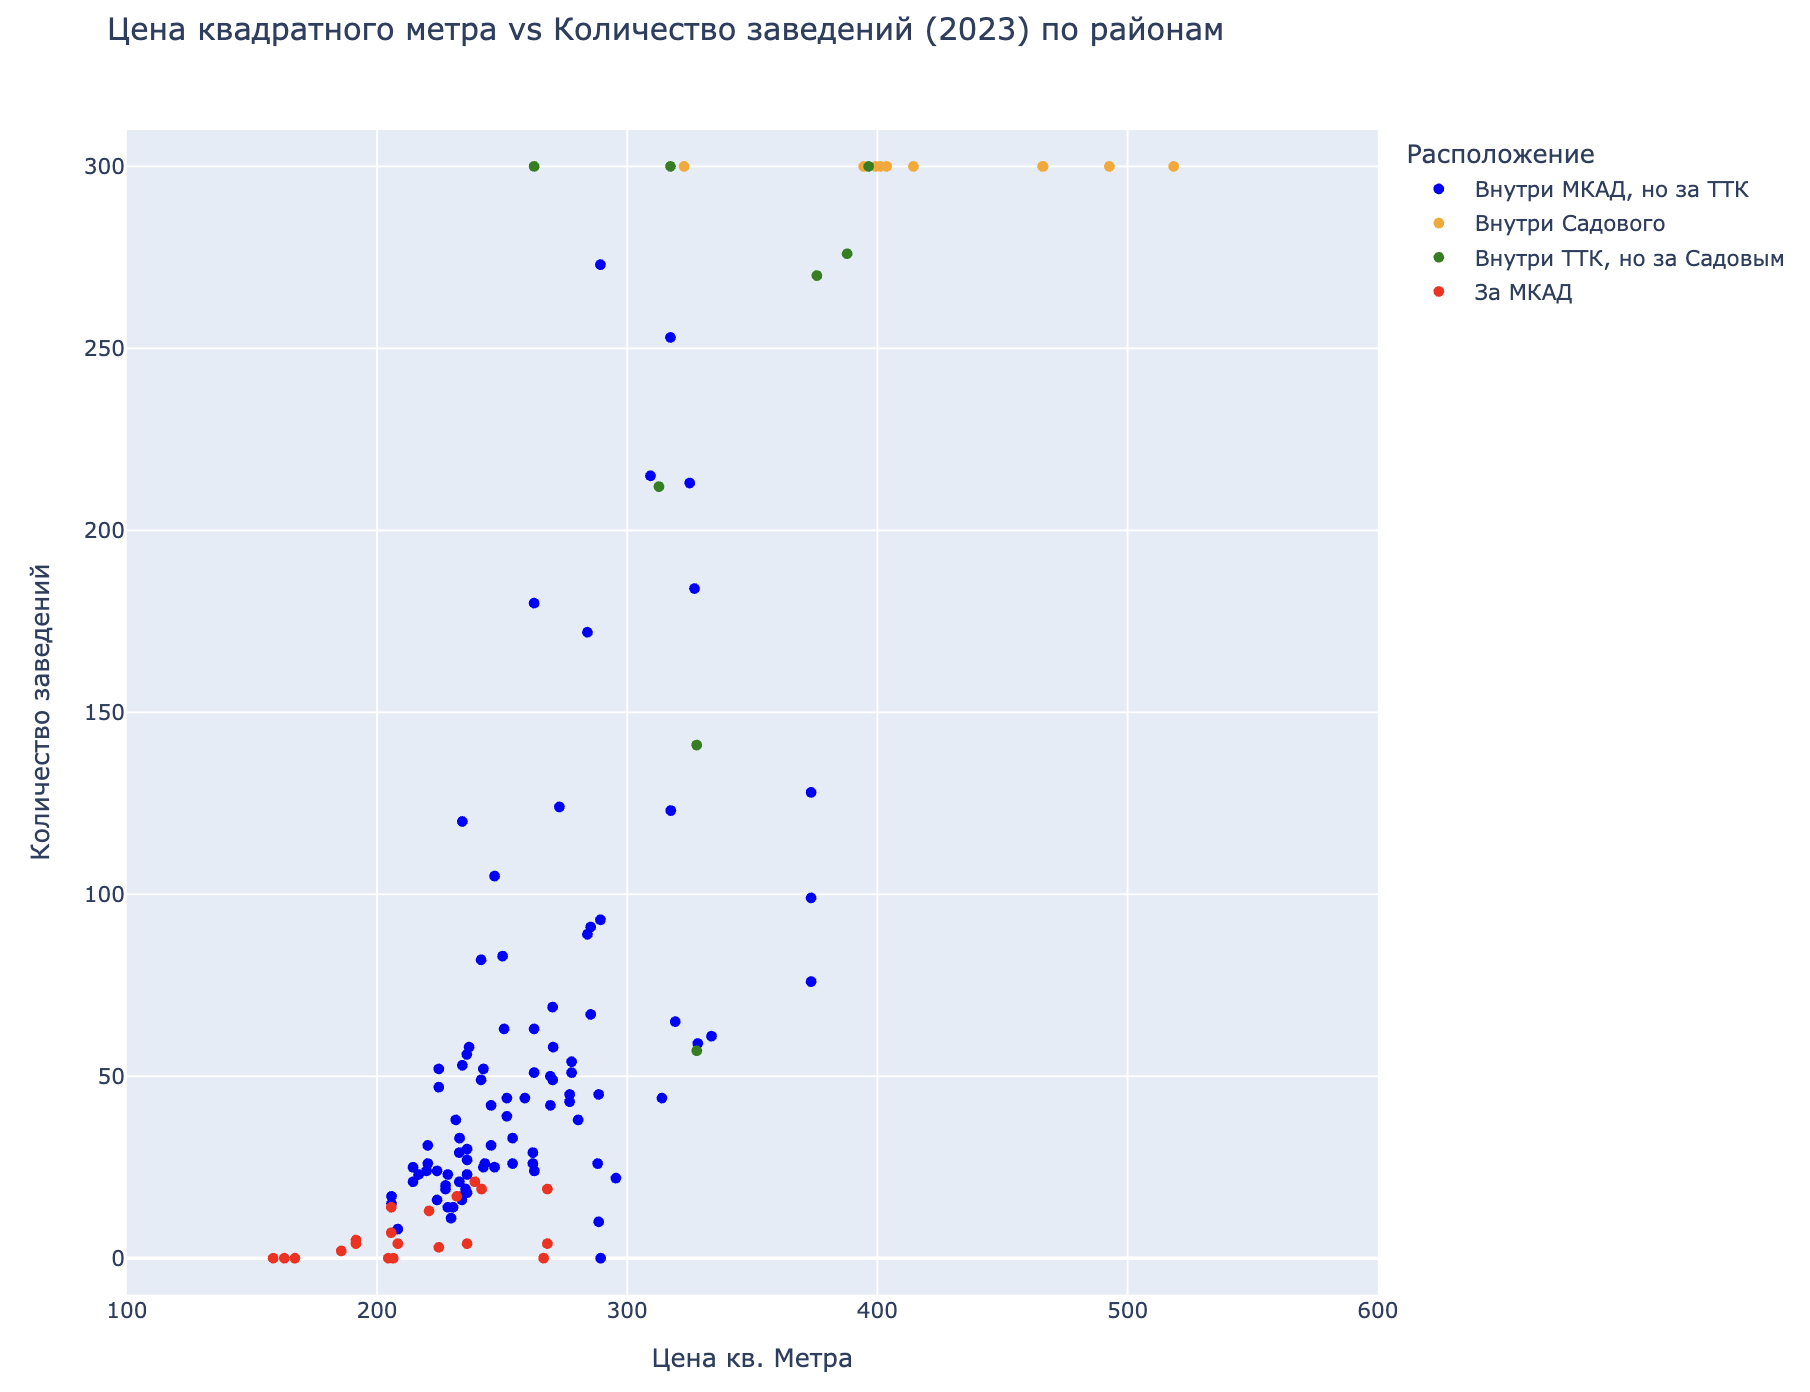 Цена квадратного метра vs Количество заведений (2023) по районам
Расположение
Внутри МКАД, но за ТТК
Внутри Садового
Внутри ТТК, но за Садовым
За МКАД
300
250
200
150
100
50
0
Количество заведений
100
200
300
400
500
600
Цена кв. Метра